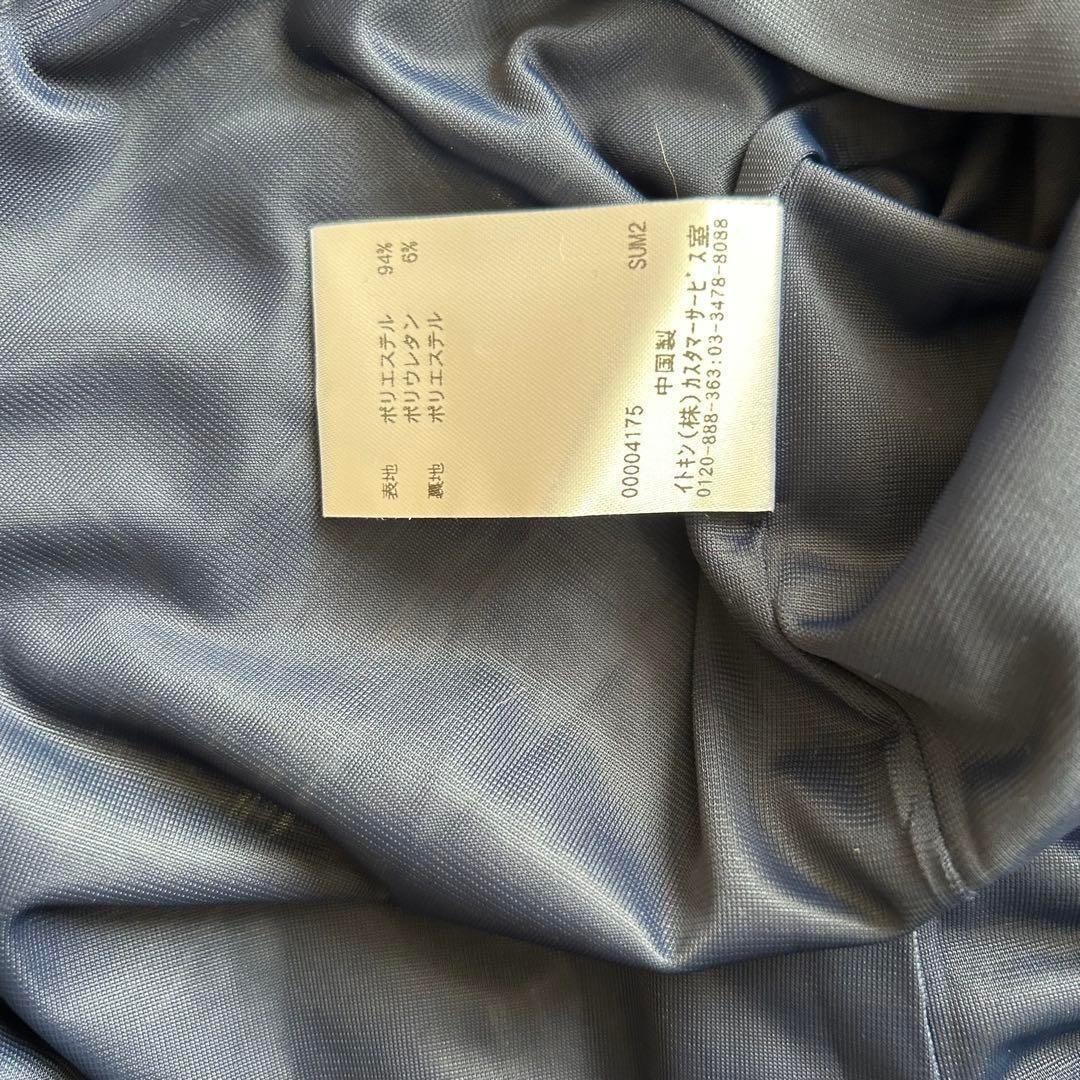 表地 ポリエステル 94%
ポリウレタン 6%
裏地 ポリエステル
00004175 SUM2
中国製
イトキン(株)カスタマーサービス室
0120-888-363:03-3478-8088